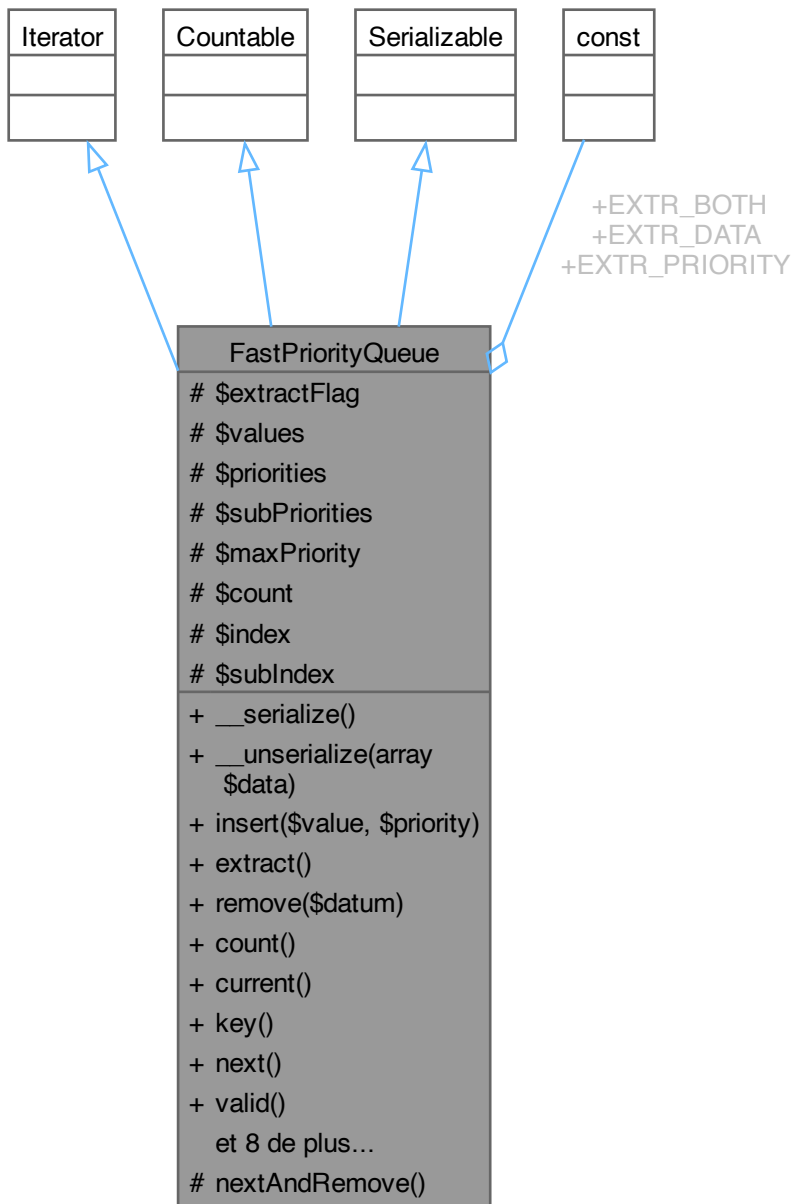 Iterator
Countable
Serializable
const
+EXTR_BOTH
+EXTR_DATA
+EXTR_PRIORITY
FastPriorityQueue
# $extractFlag
# $values
# $priorities
# $subPriorities
# $maxPriority
# $count
# $index
# $subIndex
+ __serialize()
+ __unserialize(array
$data)
+ insert($value, $priority)
+ extract()
+ remove($datum)
+ count()
+ current()
+ key()
+ next()
+ valid()
et 8 de plus...
# nextAndRemove()